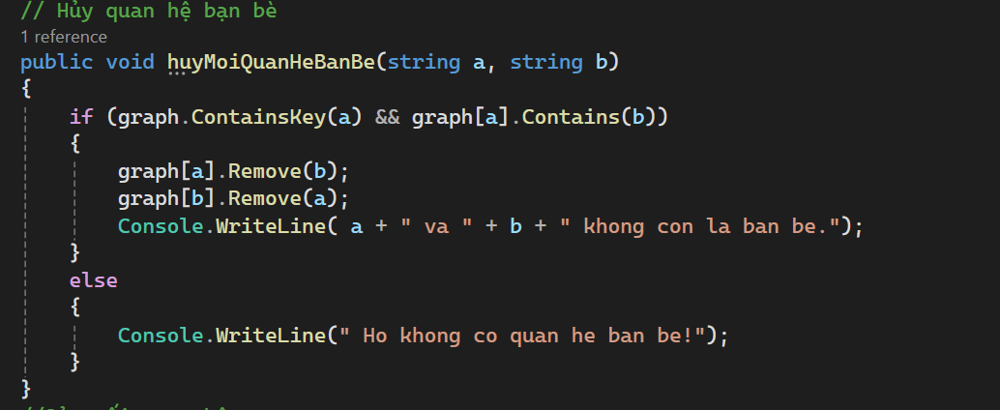 // Hủy quan hệ bạn bè
1 reference
public void huyMoiQuanHeBanBe(string a, string b)
{
if (graph.ContainsKey(a) && graph[a].Contains(b))
{
graph[a].Remove(b);
graph[b].Remove(a);
Console.WriteLine( a + " va " + b + " khong con la ban be.");
}
else
{
Console.WriteLine(" Ho khong co quan he ban be!");
}
}